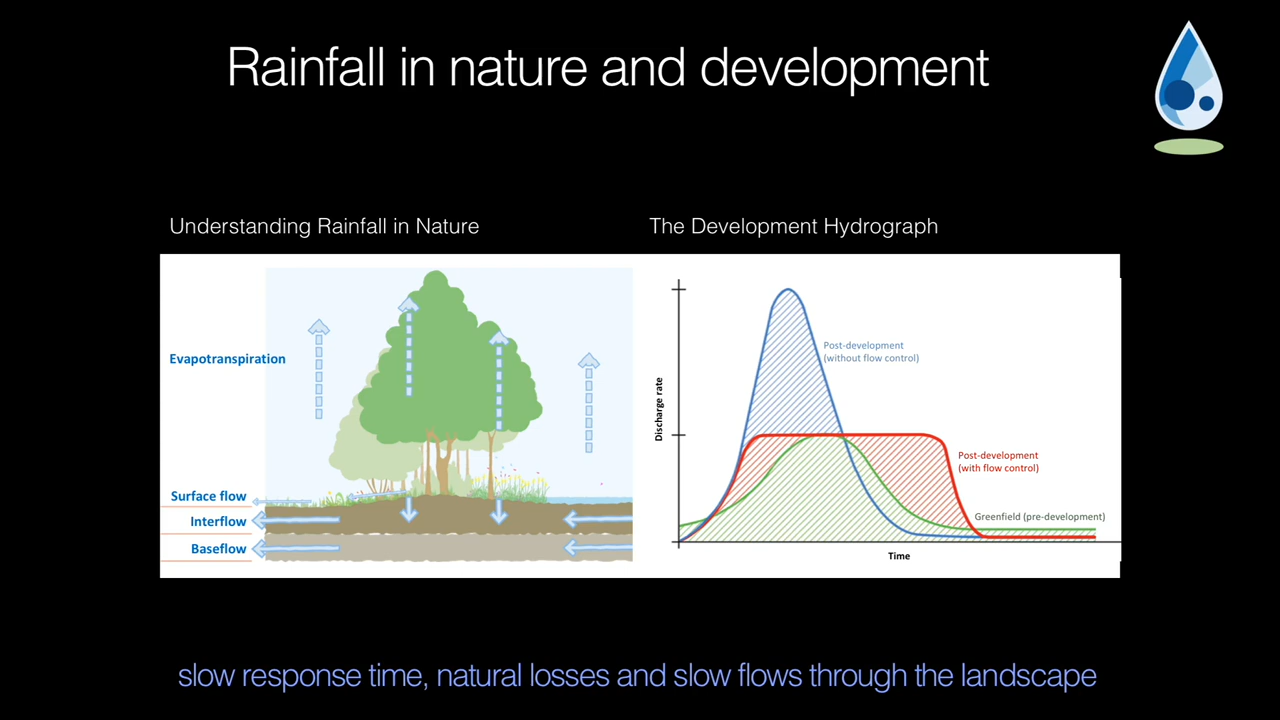 Rainfall in nature and development
Understanding Rainfall in Nature
The Development Hydrograph
Evapotranspiration
Surface flow
Interflow
Baseflow
Discharge rate
Post-development
(without flow control)
Post-development
(with flow control)
Greenfield (pre-development)
Time
slow response time, natural losses and slow flows through the landscape